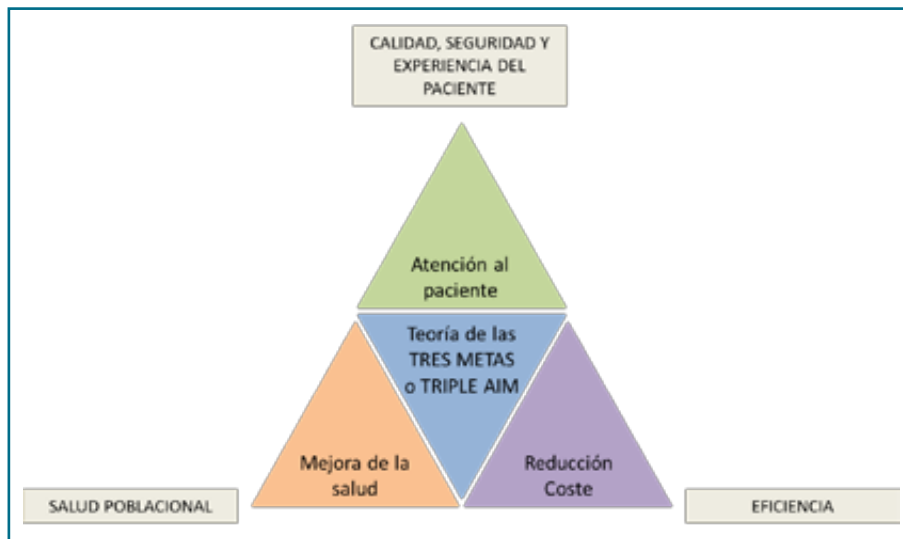 CALIDAD, SEGURIDAD Y
EXPERIENCIA DEL
PACIENTE
Atención al
paciente
Teoría de las
TRES METAS
o TRIPLE AIM
Mejora de la
salud
Reducción
Coste
SALUD POBLACIONAL
EFICIENCIA